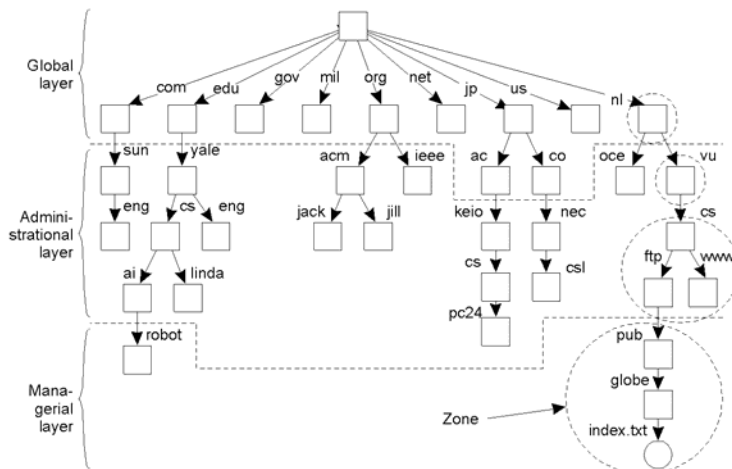 Global
layer
com
edu
gov
mil
org
net
jp
us
nl
sun
yale
acm
ieee
ac
co
oce
vu
Adminis-
trational
layer
eng
cs
eng
jack
jill
keio
nec
cs
ai
linda
cs
csl
ftp
www
pc24
robot
pub
Mana-
gerial
layer
globe
Zone
index.txt